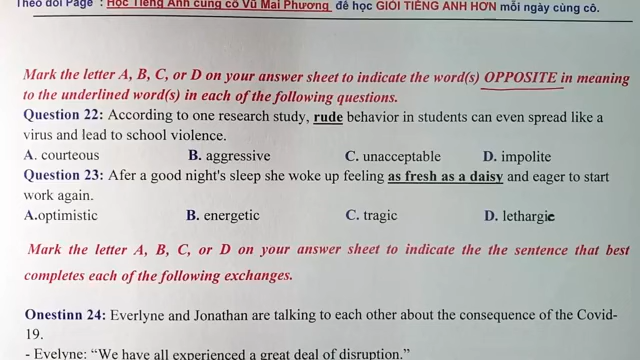 Theo dõi Page : Học Tiếng Anh cùng cô Vũ Mai Phương để học GIỎI TIẾNG ANH HƠN mỗi ngày cùng cô.
Mark the letter A, B, C, or D on your answer sheet to indicate the word(s) OPPOSITE in meaning
to the underlined word(s) in each of the following questions.
Question 22: According to one research study, rude behavior in students can even spread like a
virus and lead to school violence.
A. courteous B. aggressive C. unacceptable D. impolite
Question 23: Afer a good night's sleep she woke up feeling as fresh as a daisy and eager to start
work again.
A.optimistic B. energetic C. tragic D. lethargic
Mark the letter A, B, C, or D on your answer sheet to indicate the the sentence that best
completes each of the following exchanges.
Onestinn 24: Everlyne and Jonathan are talking to each other about the consequence of the Covid-
19.
- Evelyne: “We have all experienced a great deal of disruption.”